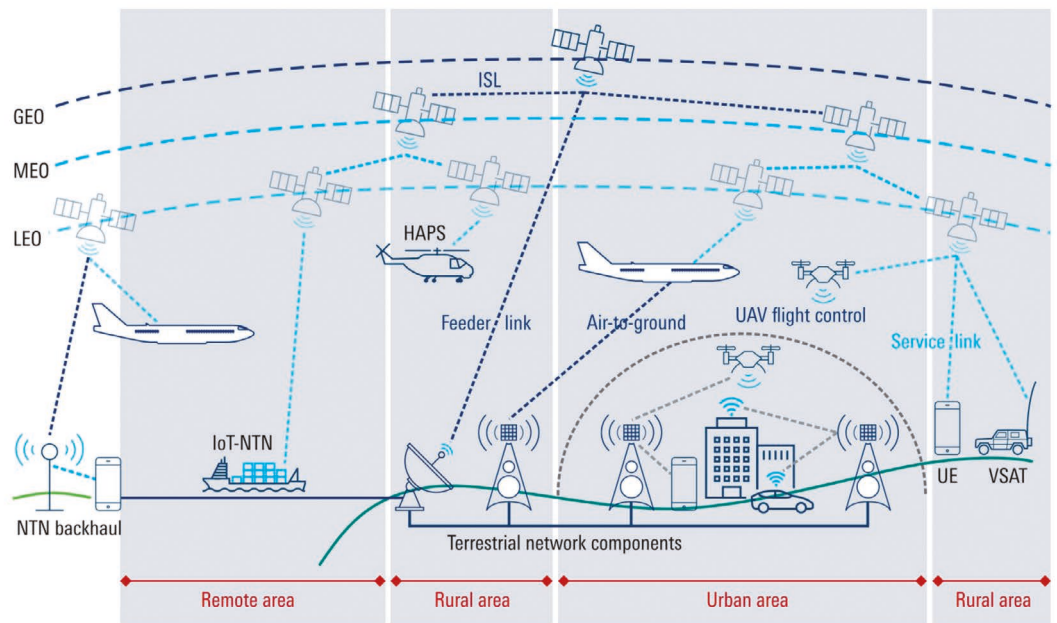 ISL
GEO
MEO
LEO
HAPS
Feeder link
Air-to-ground
UAV flight control
Service link
IoT-NTN
UE
VSAT
NTN backhaul
Terrestrial network components
Remote area
Rural area
Urban area
Rural area